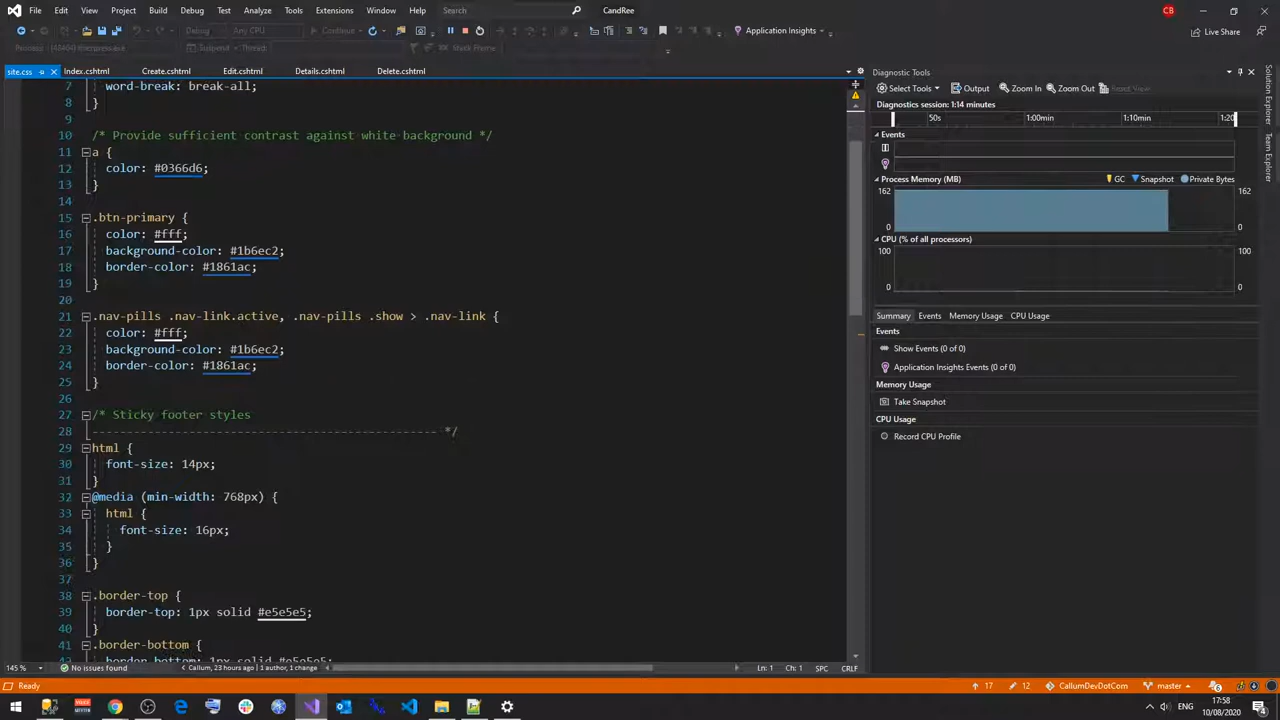 File Edit View Project Build Debug Test Analyze Tools Extensions Window Help Search CandRee CB
Debug Any CPU Continue Application Insights Live Share
Process: Suspend Thread: Stack Frame
site.css Index.cshtml Create.cshtml Edit.cshtml Details.cshtml Delete.cshtml
7 word-break: break-all;
8 }
9
10 /* Provide sufficient contrast against white background */
11 a {
12 color: #0366d6;
13 }
14
15 .btn-primary {
16 color: #fff;
17 background-color: #1b6ec2;
18 border-color: #1861ac;
19 }
20
21 .nav-pills .nav-link.active, .nav-pills .show > .nav-link {
22 color: #fff;
23 background-color: #1b6ec2;
24 border-color: #1861ac;
25 }
26
27 /* Sticky footer styles
28 -------------------------------------------------- */
29 html {
30 font-size: 14px;
31 }
32 @media (min-width: 768px) {
33 html {
34 font-size: 16px;
35 }
36 }
37
38 .border-top {
39 border-top: 1px solid #e5e5e5;
40 }
41 .border-bottom {
border-bottom: 1px solid #e5e5e5;
145 % No issues found Callum, 23 hours ago | 1 author, 1 change Ln: 1 Ch: 1 SPC CRLF
Diagnostic Tools
Select Tools Output Zoom In Zoom Out Reset View
Diagnostics session: 1:14 minutes
50s 1:00min 1:10min 1:20
Events
Process Memory (MB) GC Snapshot Private Bytes
162 162
0 0
CPU (% of all processors)
100 100
0 0
Summary Events Memory Usage CPU Usage
Events
Show Events (0 of 0)
Application Insights Events (0 of 0)
Memory Usage
Take Snapshot
CPU Usage
Record CPU Profile
Solution Explorer
Team Explorer
Ready 17 12 CallumDevDotCom master 6
ENG 17:58
10/08/2020 4